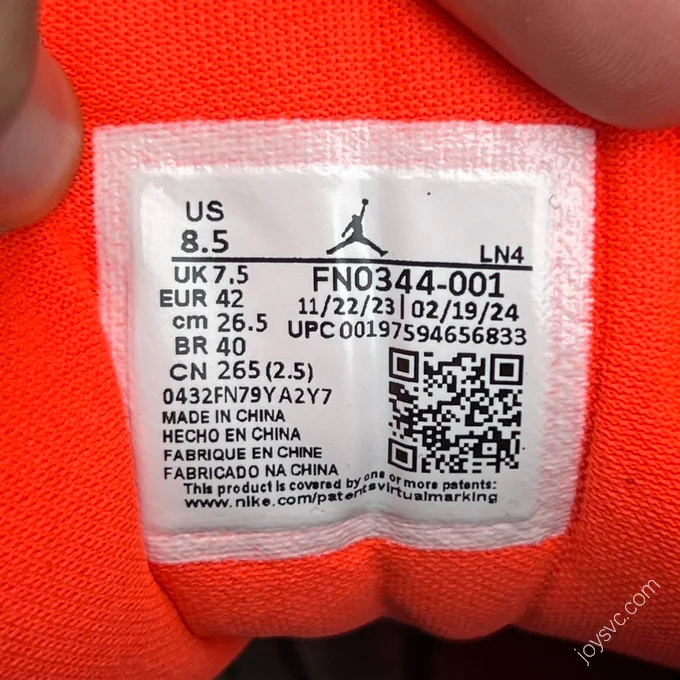 US
8.5
LN4
UK 7.5
FN0344-001
EUR 42
11/22/23 | 02/19/24
cm 26.5
UPC 00197594656833
BR 40
CN 265 (2.5)
0432FN79YA2Y7
MADE IN CHINA
HECHO EN CHINA
FABRIQUE EN CHINE
FABRICADO NA CHINA
This product is covered by one or more patents.
www.nike.com/patentsvirtualmarking
joysvc.com